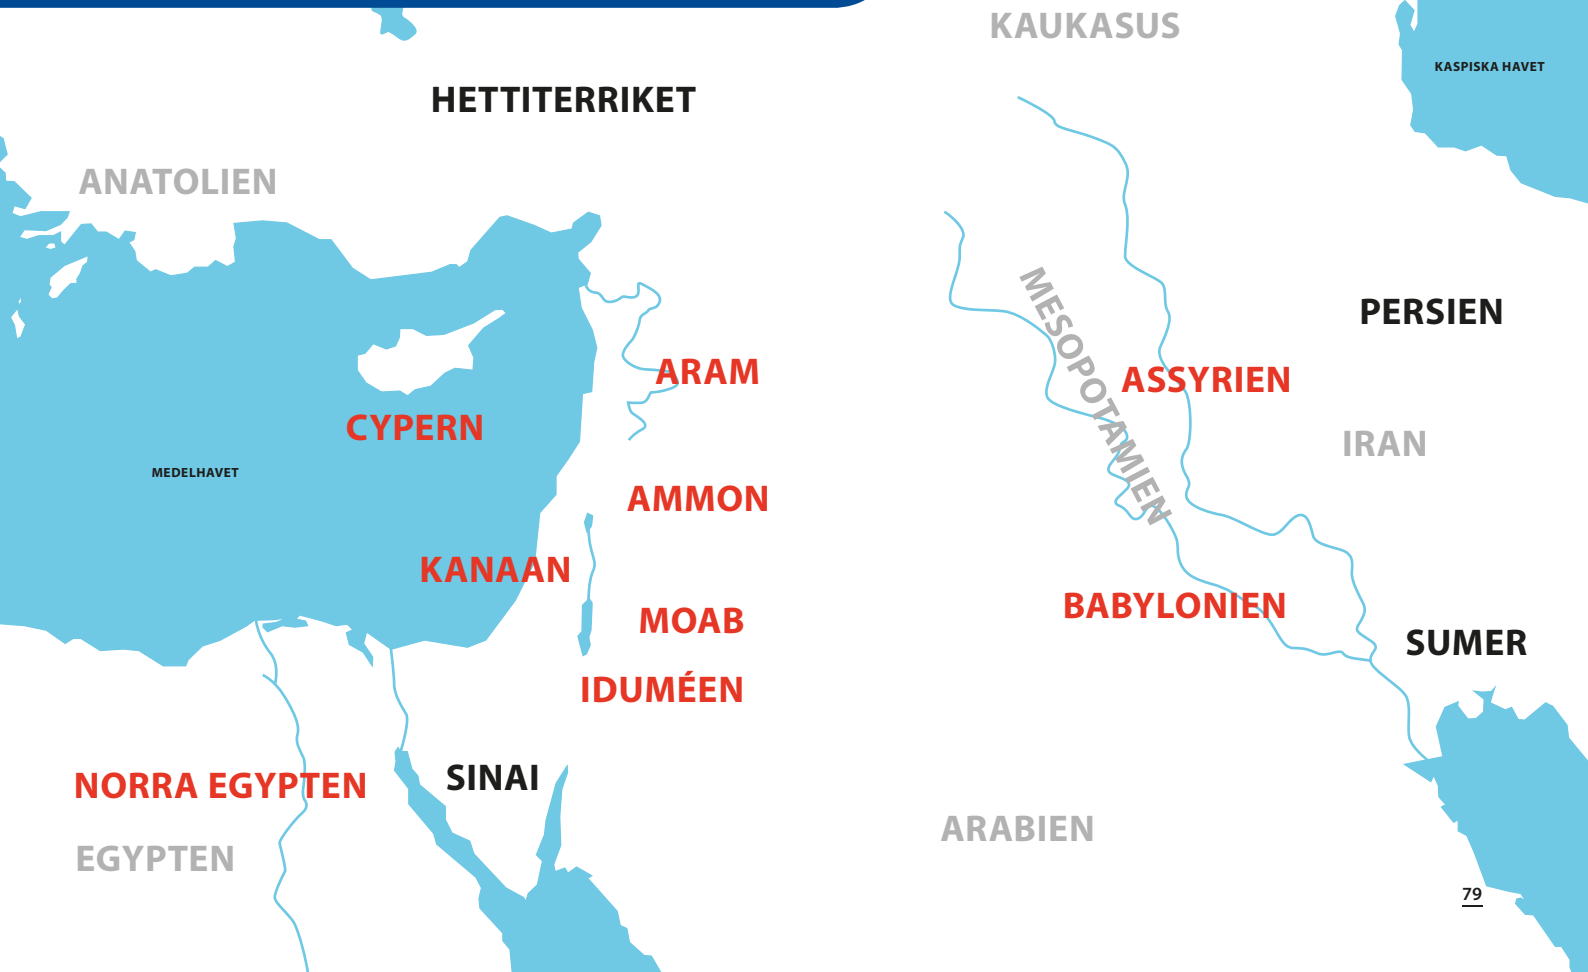 KAUKASUS
KASPISKA HAVET
HETTITERRIKET
ANATOLIEN
MESOPOTAMIEN
PERSIEN
ARAM
ASSYRIEN
CYPERN
IRAN
MEDELHAVET
AMMON
KANAAN
BABYLONIEN
MOAB
SUMER
IDUMÉEN
SINAI
NORRA EGYPTEN
ARABIEN
EGYPTEN
79